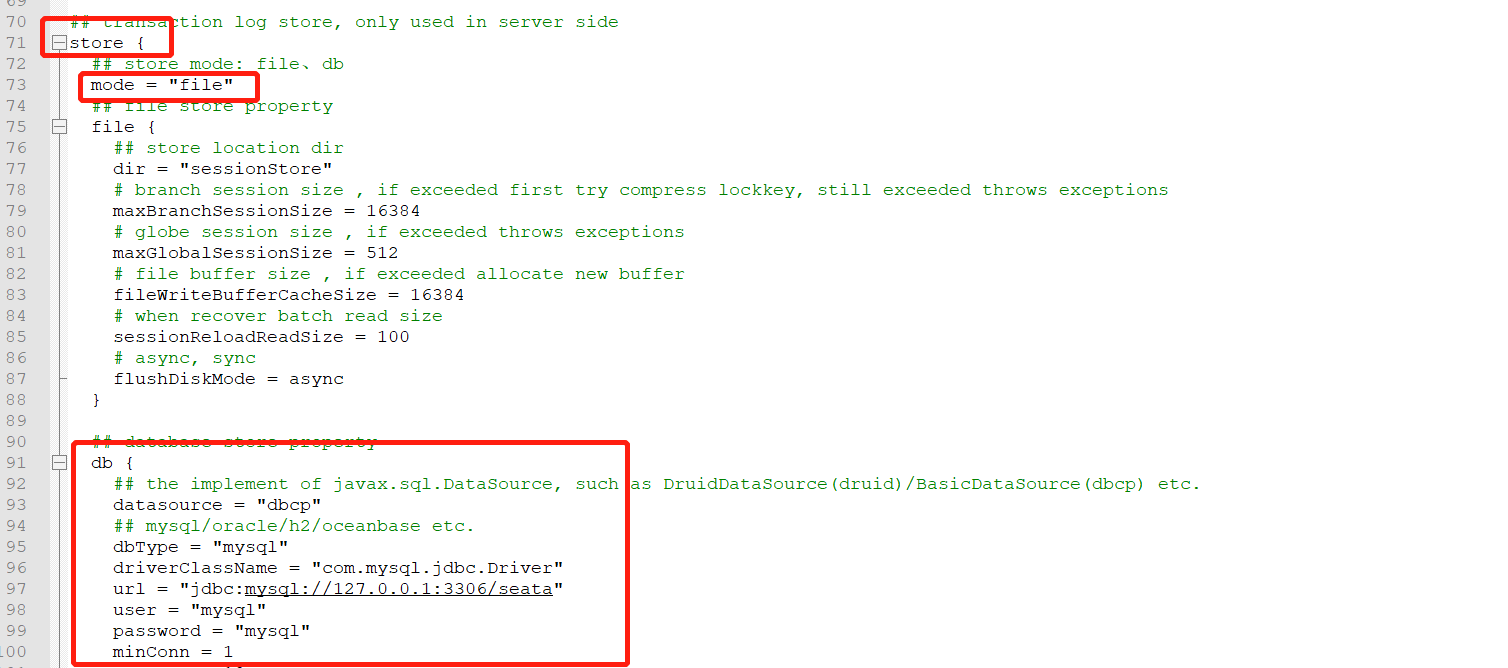 69
70 ## transaction log store, only used in server side
71 store {
72 ## store mode: file、db
73 mode = "file"
74 ## file store property
75 file {
76 ## store location dir
77 dir = "sessionStore"
78 # branch session size , if exceeded first try compress lockkey, still exceeded throws exceptions
79 maxBranchSessionSize = 16384
80 # globe session size , if exceeded throws exceptions
81 maxGlobalSessionSize = 512
82 # file buffer size , if exceeded allocate new buffer
83 fileWriteBufferCacheSize = 16384
84 # when recover batch read size
85 sessionReloadReadSize = 100
86 # async, sync
87 flushDiskMode = async
88 }
89
90 ## database store property
91 db {
92 ## the implement of javax.sql.DataSource, such as DruidDataSource(druid)/BasicDataSource(dbcp) etc.
93 datasource = "dbcp"
94 ## mysql/oracle/h2/oceanbase etc.
95 dbType = "mysql"
96 driverClassName = "com.mysql.jdbc.Driver"
97 url = "jdbc:mysql://127.0.0.1:3306/seata"
98 user = "mysql"
99 password = "mysql"
100 minConn = 1